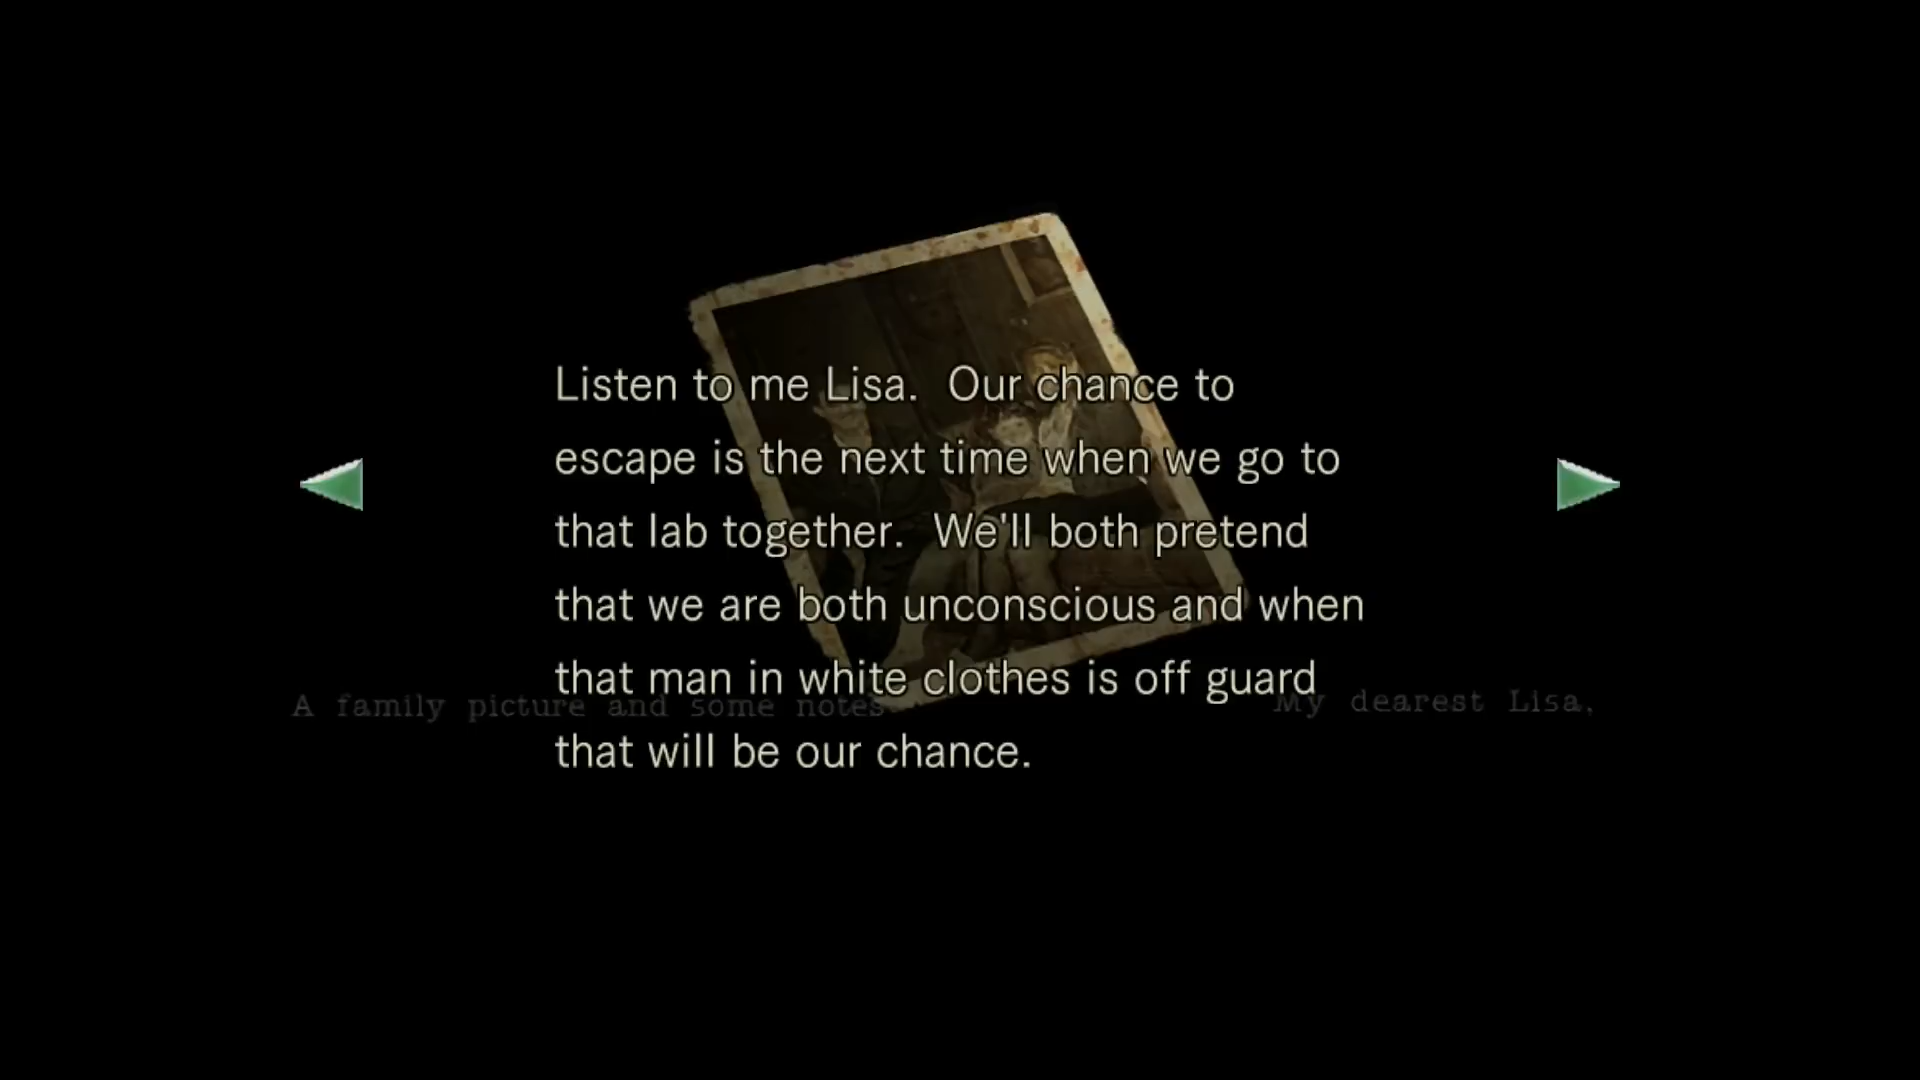 Listen to me Lisa. Our chance to
escape is the next time when we go to
that lab together. We'll both pretend
that we are both unconscious and when
that man in white clothes is off guard
that will be our chance.
A family picture and some notes
My dearest Lisa.